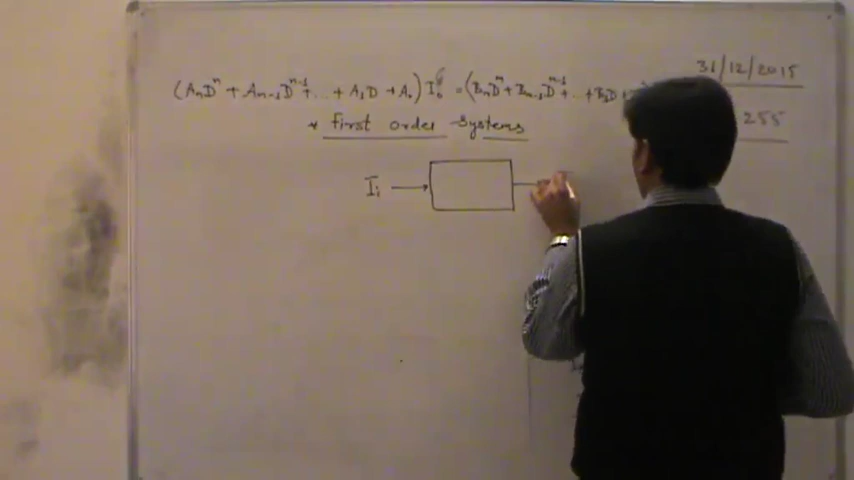 31/12/2015
(AₙDⁿ + Aₙ₋₁Dⁿ⁻¹ + ... + A₁D + A₀) I₀ = (BₘDᵐ + Bₘ₋₁Dᵐ⁻¹ + ... + B₁D +
* First order Systems 255
Iᵢ